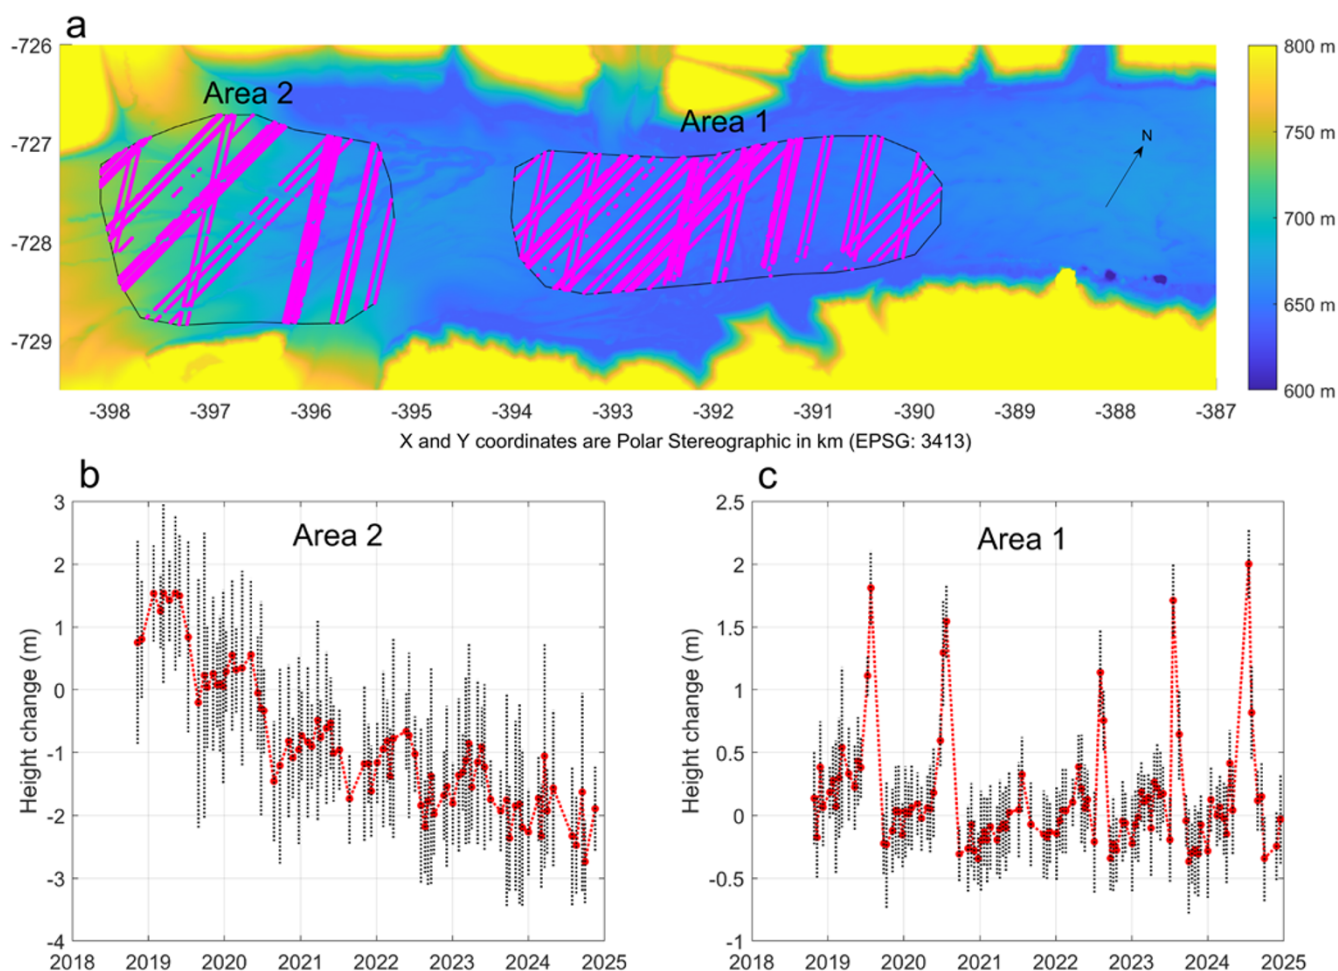 a
-726
-727
-728
-729
Area 2
Area 1
N
800 m
750 m
700 m
650 m
600 m
-398 -397 -396 -395 -394 -393 -392 -391 -390 -389 -388 -387
X and Y coordinates are Polar Stereographic in km (EPSG: 3413)
b
Area 2
Height change (m)
3
2
1
0
-1
-2
-3
-4
2018 2019 2020 2021 2022 2023 2024 2025
c
Area 1
Height change (m)
2.5
2
1.5
1
0.5
0
-0.5
-1
2018 2019 2020 2021 2022 2023 2024 2025